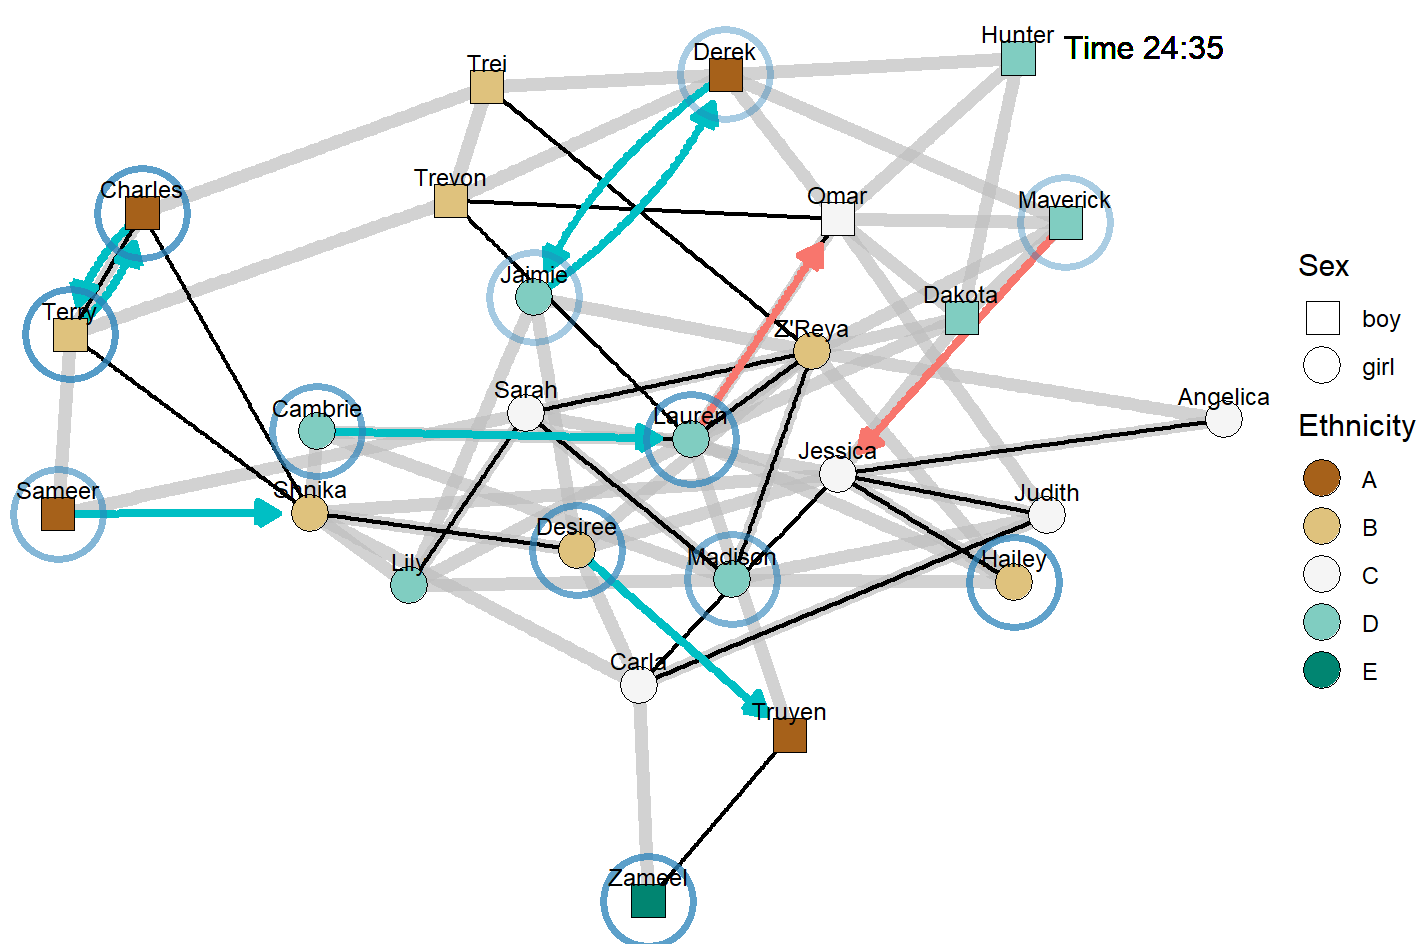 Hunter
Time 24:35
Derek
Trei
Trevon
Charles
Omar
Maverick
Jaimie
Dakota
Terry
Z'Reya
Sarah
Angelica
Cambrie
Lauren
Jessica
Sameer
Shnika
Judith
Desiree
Lily
Madison
Hailey
Carla
Truyen
Zameel
Sex
boy
girl
Ethnicity
A
B
C
D
E